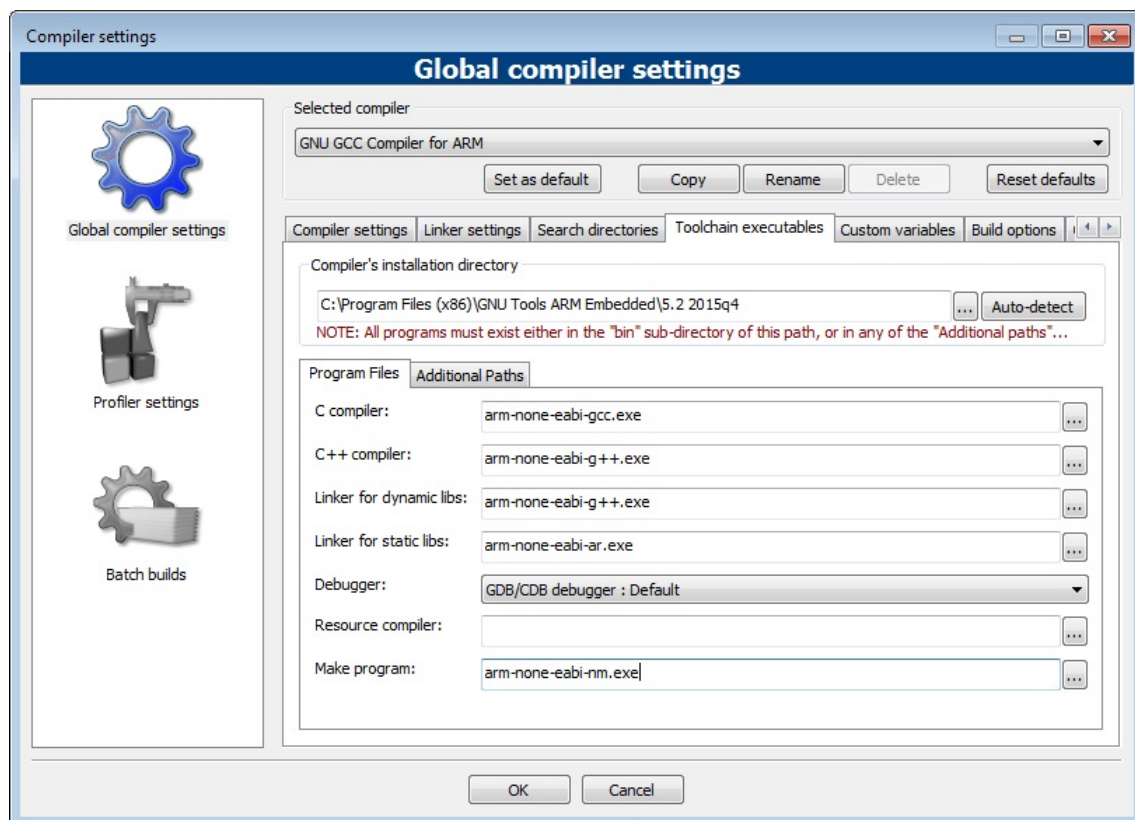 Compiler settings
Global compiler settings
Global compiler settings
Profiler settings
Batch builds
Selected compiler
GNU GCC Compiler for ARM
Set as default Copy Rename Delete Reset defaults
Compiler settings Linker settings Search directories Toolchain executables Custom variables Build options
Compiler's installation directory
C:\Program Files (x86)\GNU Tools ARM Embedded\5.2 2015q4 ... Auto-detect
NOTE: All programs must exist either in the "bin" sub-directory of this path, or in any of the "Additional paths"...
Program Files Additional Paths
C compiler: arm-none-eabi-gcc.exe ...
C++ compiler: arm-none-eabi-g++.exe ...
Linker for dynamic libs: arm-none-eabi-g++.exe ...
Linker for static libs: arm-none-eabi-ar.exe ...
Debugger: GDB/CDB debugger : Default
Resource compiler: ...
Make program: arm-none-eabi-nm.exe ...
OK Cancel